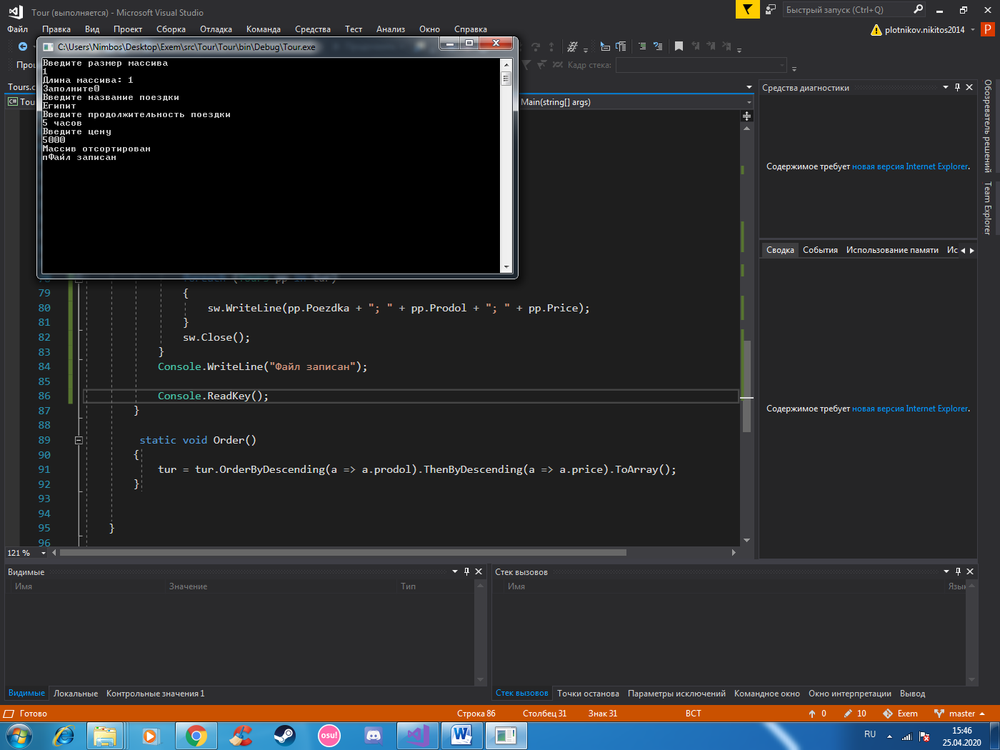 Tour (выполняется) - Microsoft Visual Studio
Быстрый запуск (Ctrl+Q)
Файл Правка Вид Проект Сборка Отладка Команда Средства Тест Анализ Окно Справка
plotnikov.nikitos2014 P
C:\Users\Nimbos\Desktop\Exem\src\Tour\Tour\bin\Debug\Tour.exe
Кадр стека:
Введите размер массива
1
Длина массива: 1
Заполните0
Введите название поездки
Египит
Введите продолжительность поездки
5 часов
Введите цену
5000
Массив отсортирован
пФайл записан
Tours.c
C# Tou
Main(string[] args)
79 {
80 sw.WriteLine(pp.Poezdka + "; " + pp.Prodol + "; " + pp.Price);
81 }
82 sw.Close();
83 }
84 Console.WriteLine("Файл записан");
85
86 Console.ReadKey();
87 }
88
89 static void Order()
90 {
91 tur = tur.OrderByDescending(a => a.prodol).ThenByDescending(a => a.price).ToArray();
92 }
93
94
95 }
96
121 %
Средства диагностики
Содержимое требует новая версия Internet Explorer.
Сводка События Использование памяти Ис
Содержимое требует новая версия Internet Explorer.
Обозреватель решений
Team Explorer
Видимые
Имя Значение Тип
Видимые Локальные Контрольные значения 1
Стек вызовов
Имя Язык
Стек вызовов Точки останова Параметры исключений Командное окно Окно интерпретации Вывод
Готово Строка 86 Столбец 31 Знак 31 ВСТ 0 10 Exem master
osu!
RU
15:46
25.04.2020